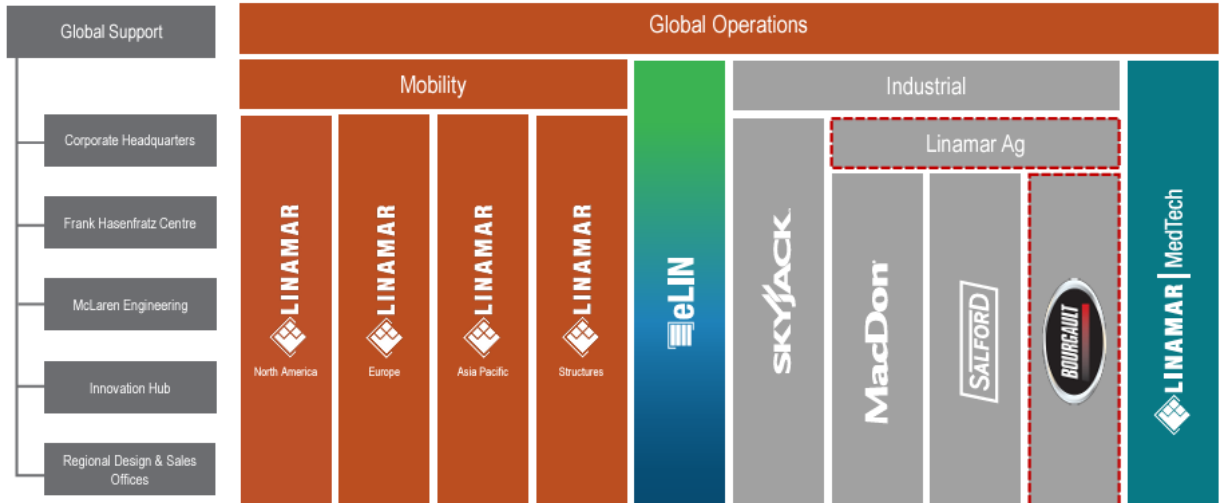 Global Support
Corporate Headquarters
Frank Hasenfratz Centre
McLaren Engineering
Innovation Hub
Regional Design & Sales
Offices
Global Operations
Mobility
LINAMAR
North America
LINAMAR
Europe
LINAMAR
Asia Pacific
LINAMAR
Structures
eLIN
Industrial
SKYJACK
Linamar Ag
MacDon
SALFORD
BOURGAULT
LINAMAR | MedTech